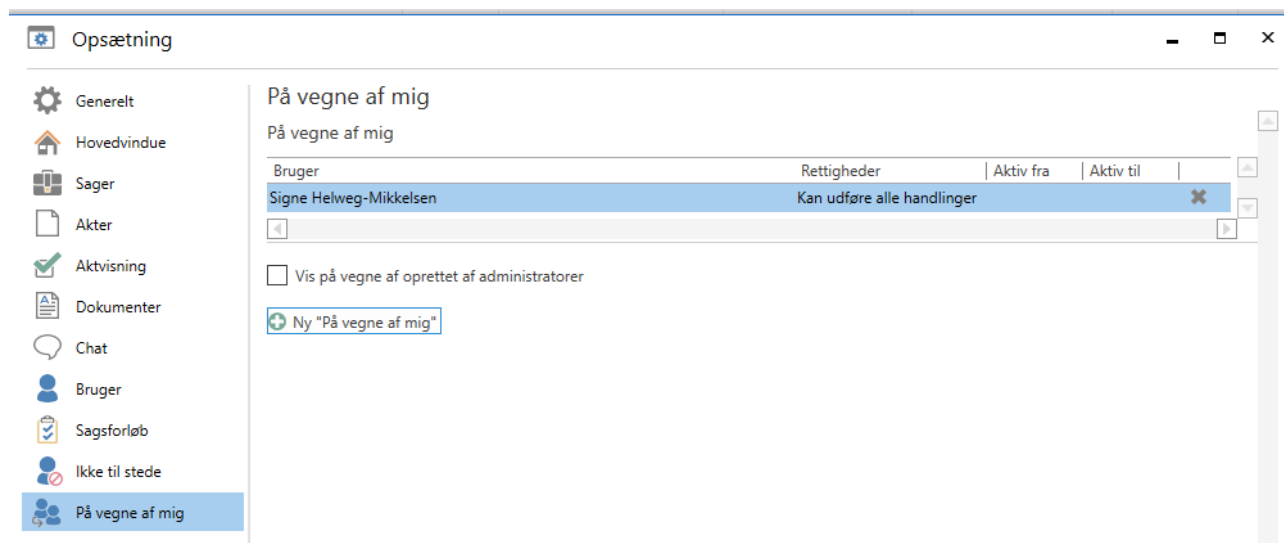 Opsætning
Generelt
Hovedvindue
Sager
Akter
Aktvisning
Dokumenter
Chat
Bruger
Sagsforløb
Ikke til stede
På vegne af mig
På vegne af mig
På vegne af mig
Bruger Rettigheder Aktiv fra Aktiv til
Signe Helweg-Mikkelsen Kan udføre alle handlinger
Vis på vegne af oprettet af administratorer
Ny "På vegne af mig"